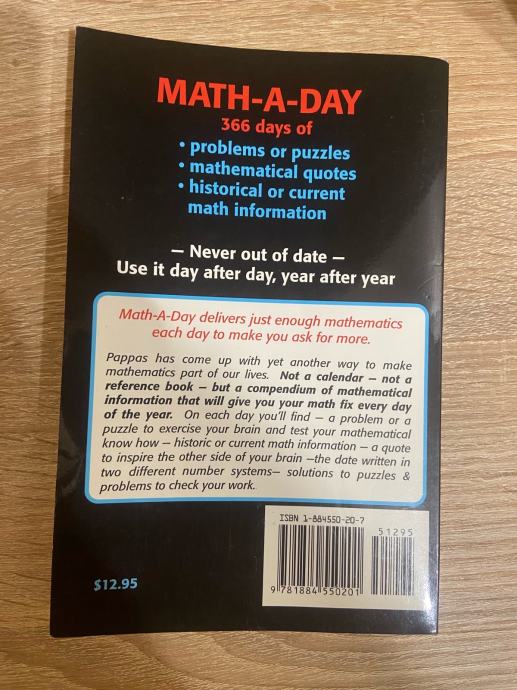 MATH-A-DAY
366 days of
• problems or puzzles
• mathematical quotes
• historical or current
math information
— Never out of date —
Use it day after day, year after year
Math-A-Day delivers just enough mathematics
each day to make you ask for more.
Pappas has come up with yet another way to make
mathematics part of our lives. Not a calendar — not a
reference book — but a compendium of mathematical
information that will give you your math fix every day
of the year. On each day you'll find — a problem or a
puzzle to exercise your brain and test your mathematical
know how — historic or current math information — a quote
to inspire the other side of your brain —the date written in
two different number systems— solutions to puzzles &
problems to check your work.
ISBN 1-884550-20-7
51295
9 781884 550201
$12.95